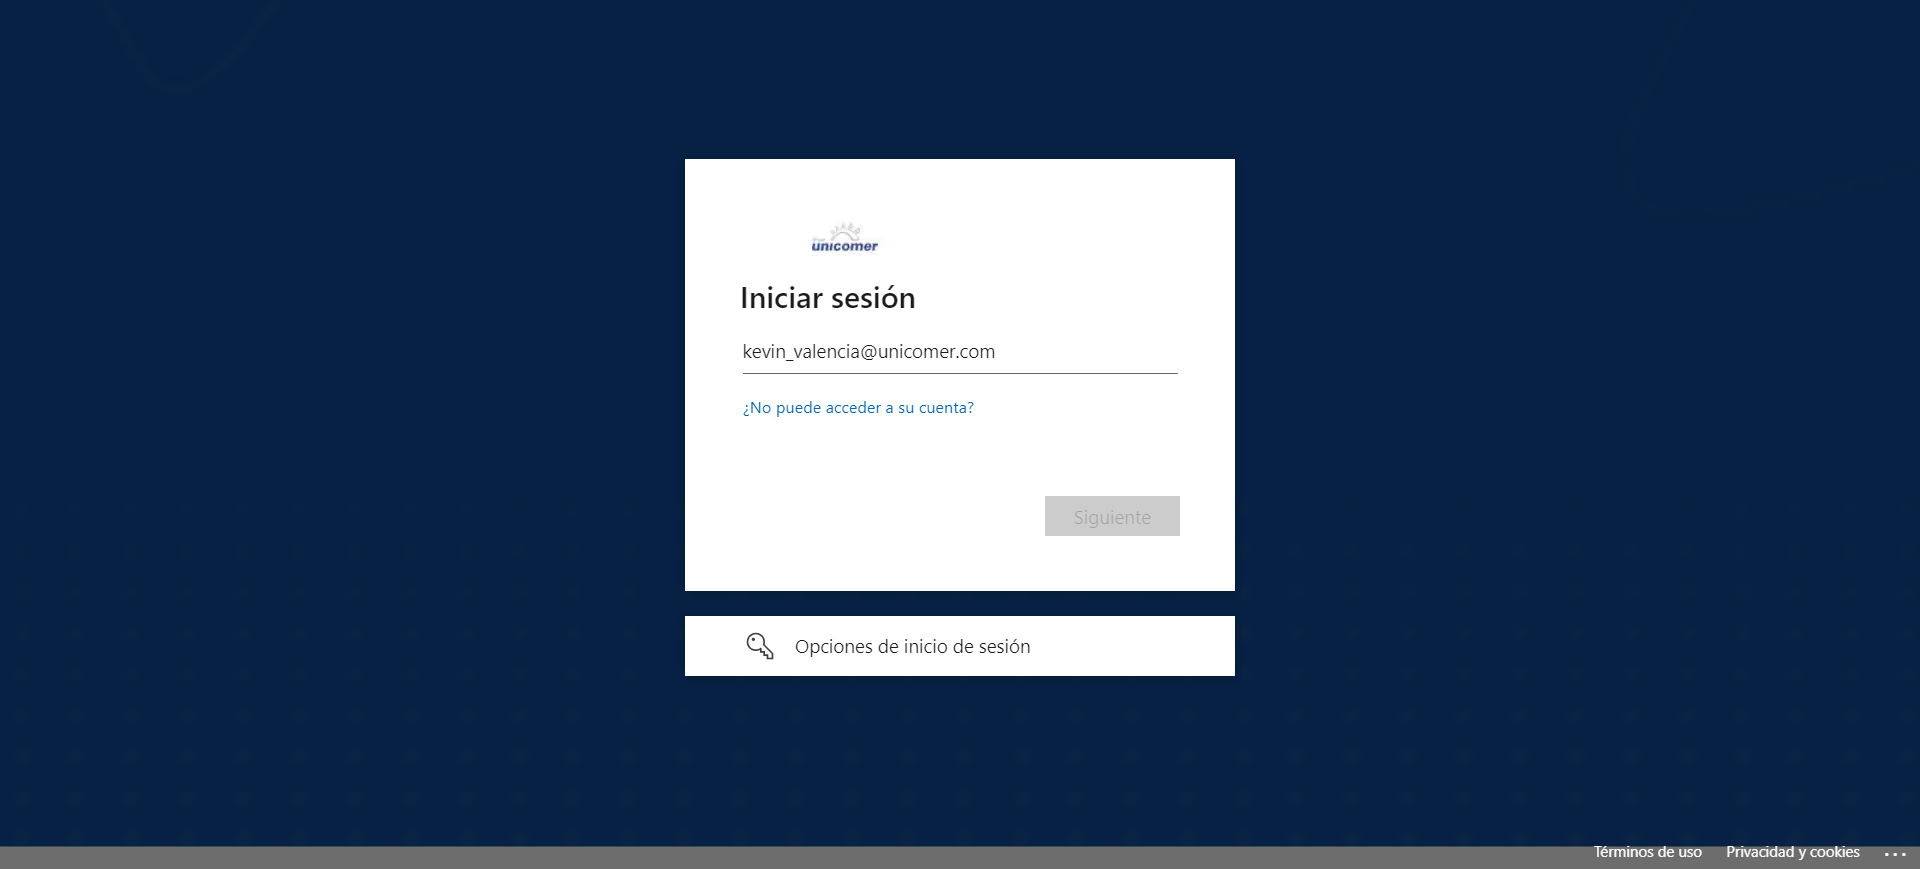 unicomer
Iniciar sesión
kevin_valencia@unicomer.com
¿No puede acceder a su cuenta?
Siguiente
Opciones de inicio de sesión
Términos de uso Privacidad y cookies ...